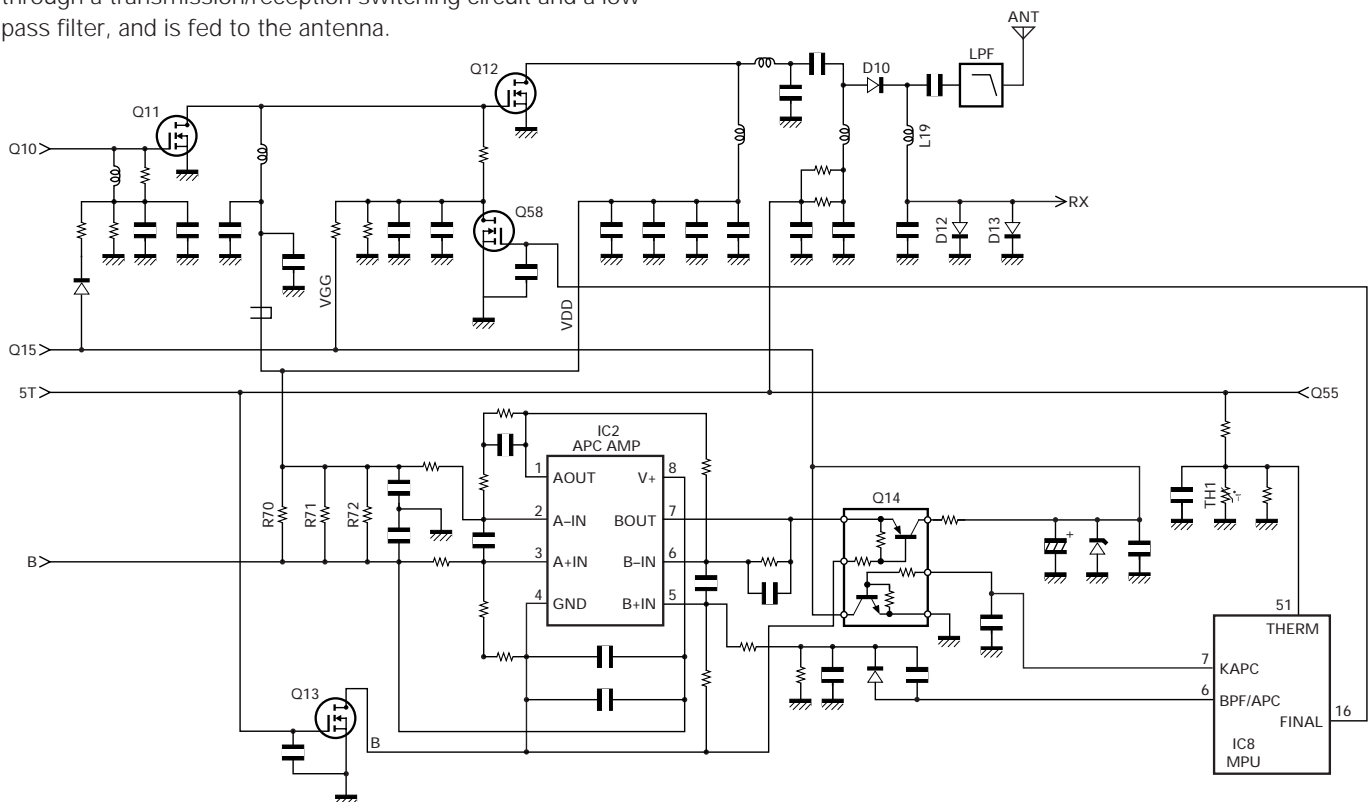 through a transmission/reception switching circuit and a low
pass filter, and is fed to the antenna.
ANT
LPF
D10
Q12
Q11
Q10
L19
RX
Q58
D12
D13
VGG
VDD
Q15
5T
Q55
IC2
APC AMP
1
AOUT
V+
8
2
A–IN
BOUT
7
3
A+IN
B–IN
6
4
GND
B+IN
5
R70
R71
R72
B
Q14
+
TH1
51
THERM
7
KAPC
6
BPF/APC
FINAL
16
IC8
MPU
Q13
B